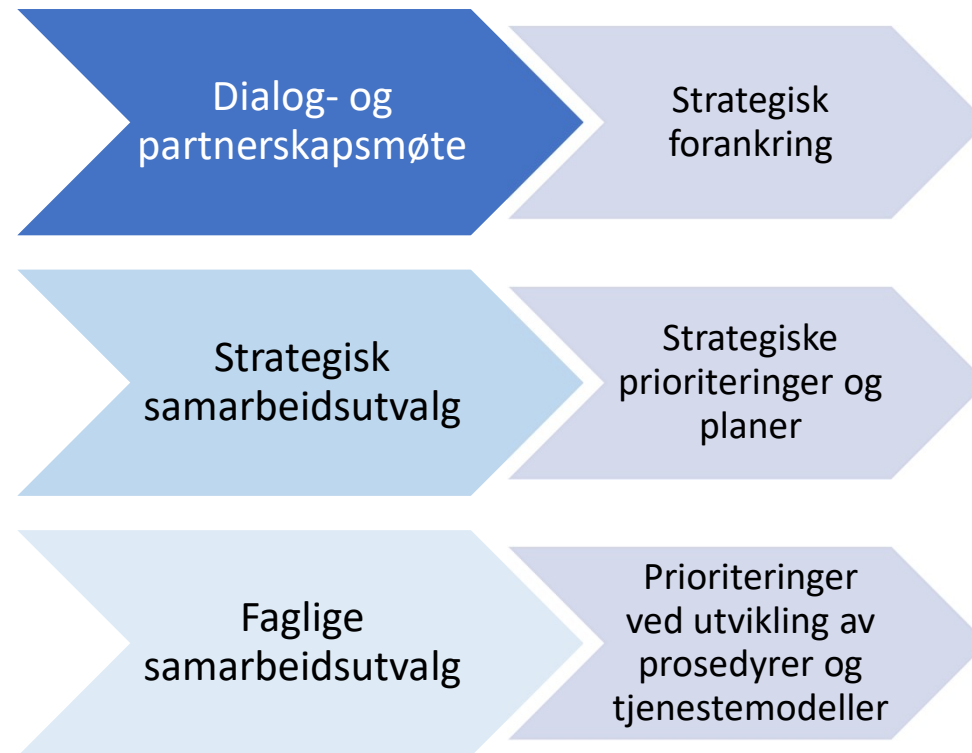 Dialog- og
partnerskapsmøte
Strategisk
forankring
Strategisk
samarbeidsutvalg
Strategiske
prioriteringer og
planer
Faglige
samarbeidsutvalg
Prioriteringer
ved utvikling av
prosedyrer og
tjenestemodeller